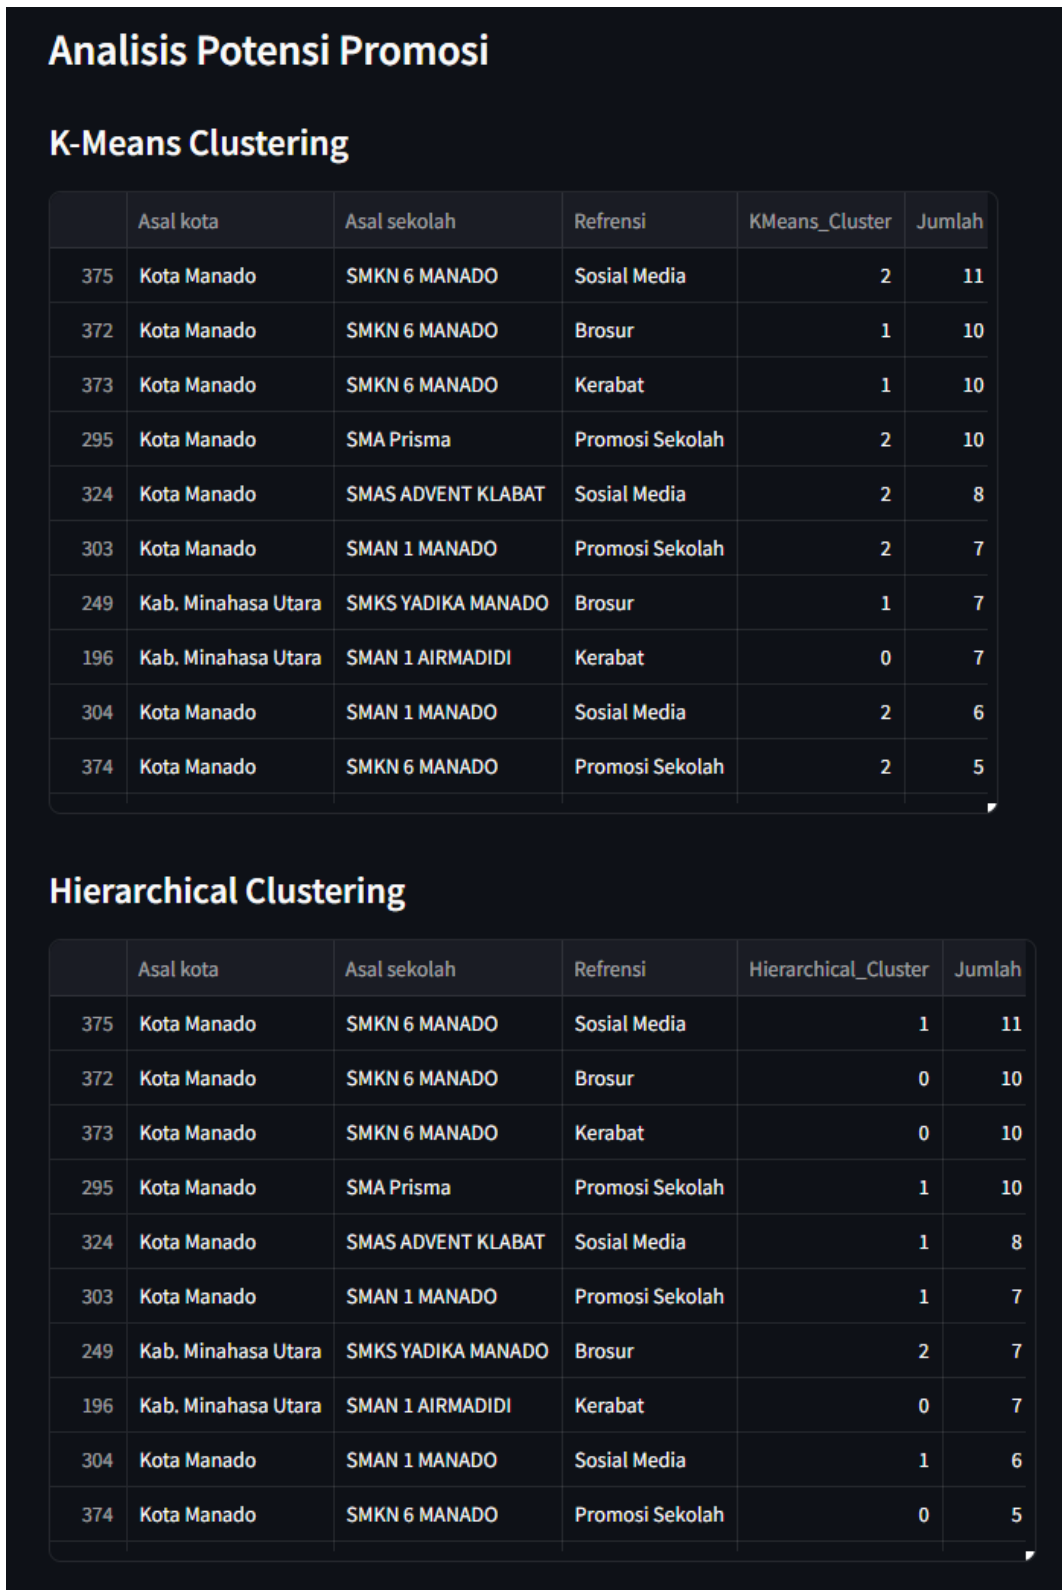 Analisis Potensi Promosi
K-Means Clustering
Asal kota Asal sekolah Refrensi KMeans_Cluster Jumlah
375 Kota Manado SMKN 6 MANADO Sosial Media 2 11
372 Kota Manado SMKN 6 MANADO Brosur 1 10
373 Kota Manado SMKN 6 MANADO Kerabat 1 10
295 Kota Manado SMA Prisma Promosi Sekolah 2 10
324 Kota Manado SMAS ADVENT KLABAT Sosial Media 2 8
303 Kota Manado SMAN 1 MANADO Promosi Sekolah 2 7
249 Kab. Minahasa Utara SMKS YADIKA MANADO Brosur 1 7
196 Kab. Minahasa Utara SMAN 1 AIRMADIDI Kerabat 0 7
304 Kota Manado SMAN 1 MANADO Sosial Media 2 6
374 Kota Manado SMKN 6 MANADO Promosi Sekolah 2 5
Hierarchical Clustering
Asal kota Asal sekolah Refrensi Hierarchical_Cluster Jumlah
375 Kota Manado SMKN 6 MANADO Sosial Media 1 11
372 Kota Manado SMKN 6 MANADO Brosur 0 10
373 Kota Manado SMKN 6 MANADO Kerabat 0 10
295 Kota Manado SMA Prisma Promosi Sekolah 1 10
324 Kota Manado SMAS ADVENT KLABAT Sosial Media 1 8
303 Kota Manado SMAN 1 MANADO Promosi Sekolah 1 7
249 Kab. Minahasa Utara SMKS YADIKA MANADO Brosur 2 7
196 Kab. Minahasa Utara SMAN 1 AIRMADIDI Kerabat 0 7
304 Kota Manado SMAN 1 MANADO Sosial Media 1 6
374 Kota Manado SMKN 6 MANADO Promosi Sekolah 0 5